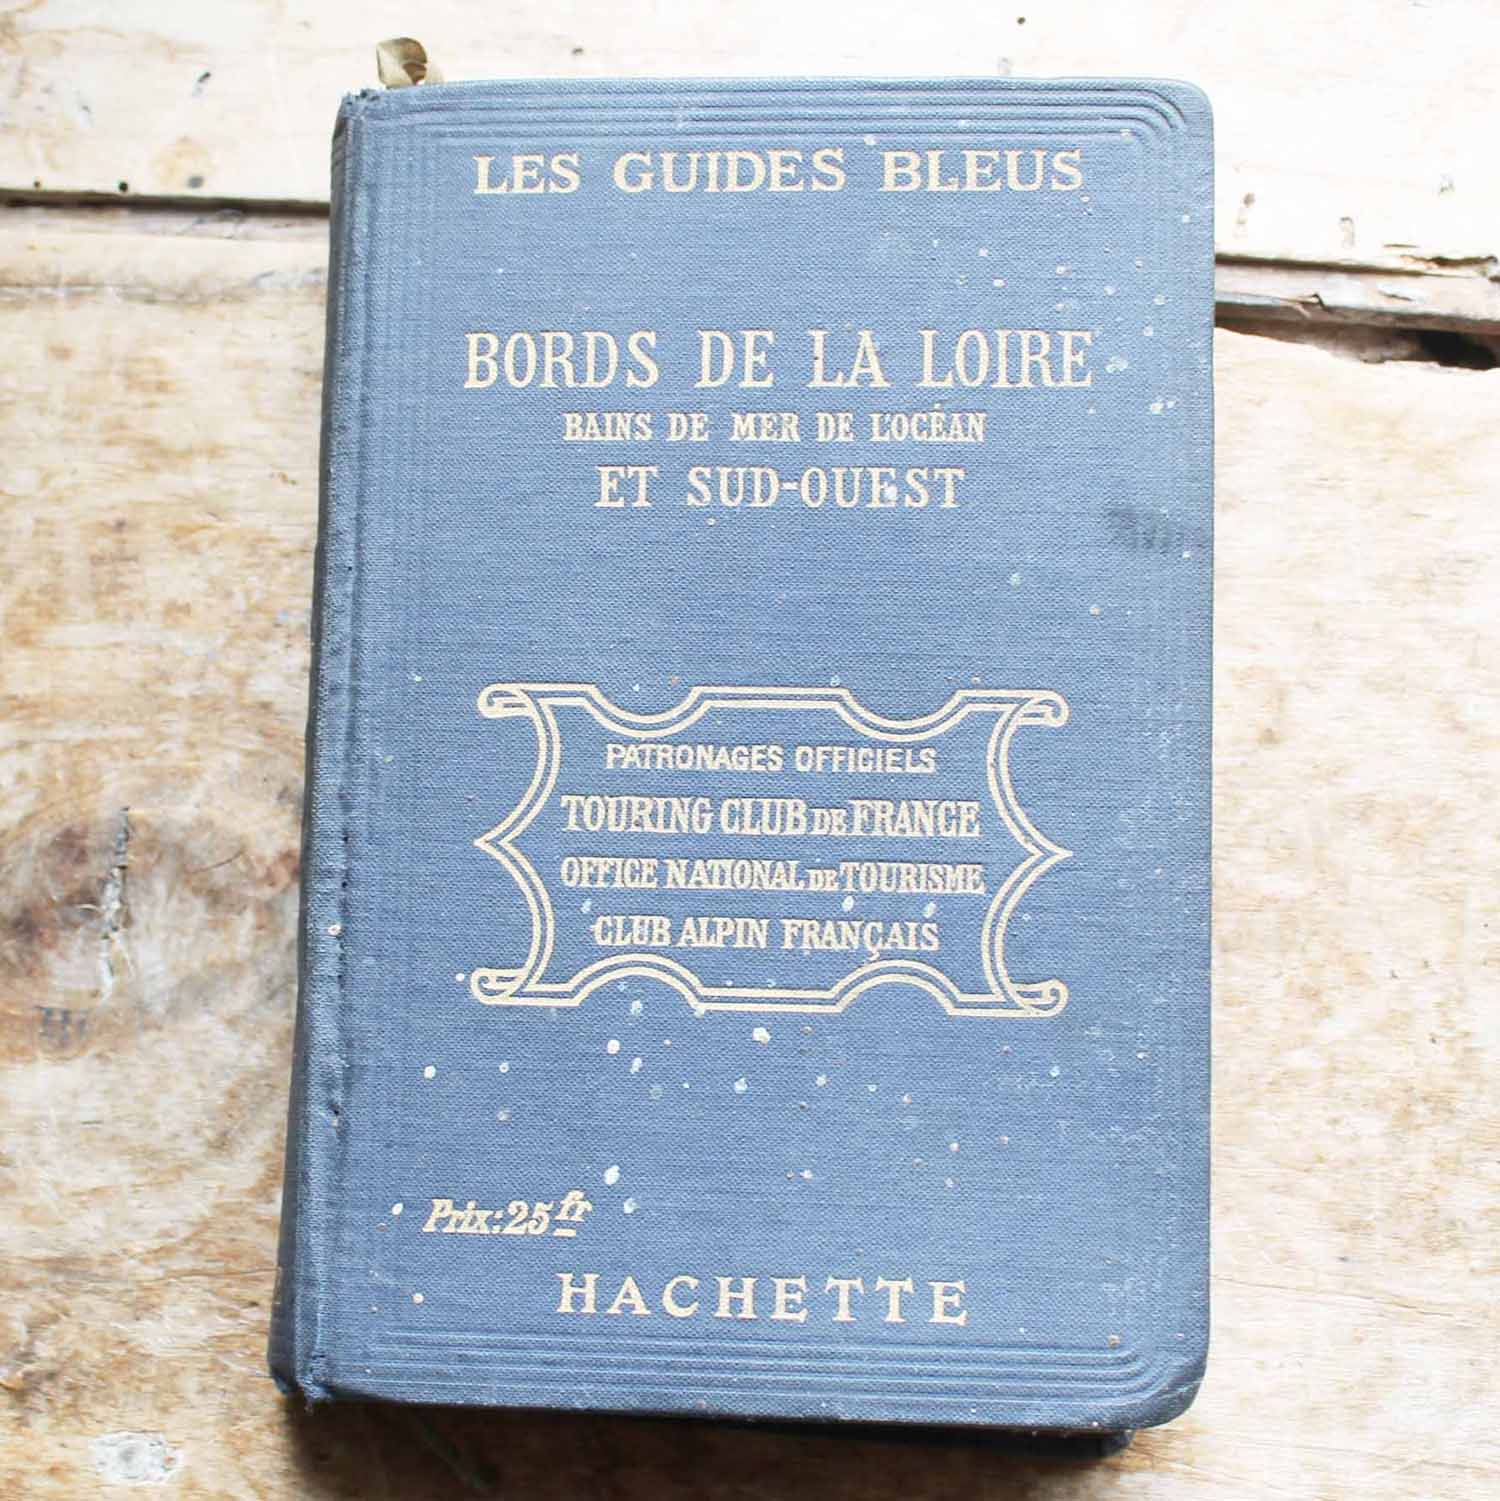 LES GUIDES BLEUS
BORDS DE LA LOIRE
BAINS DE MER DE L'OCÉAN
ET SUD-OUEST
PATRONAGES OFFICIELS
TOURING CLUB DE FRANCE
OFFICE NATIONAL DE TOURISME
CLUB ALPIN FRANÇAIS
Prix: 25 fr
HACHETTE